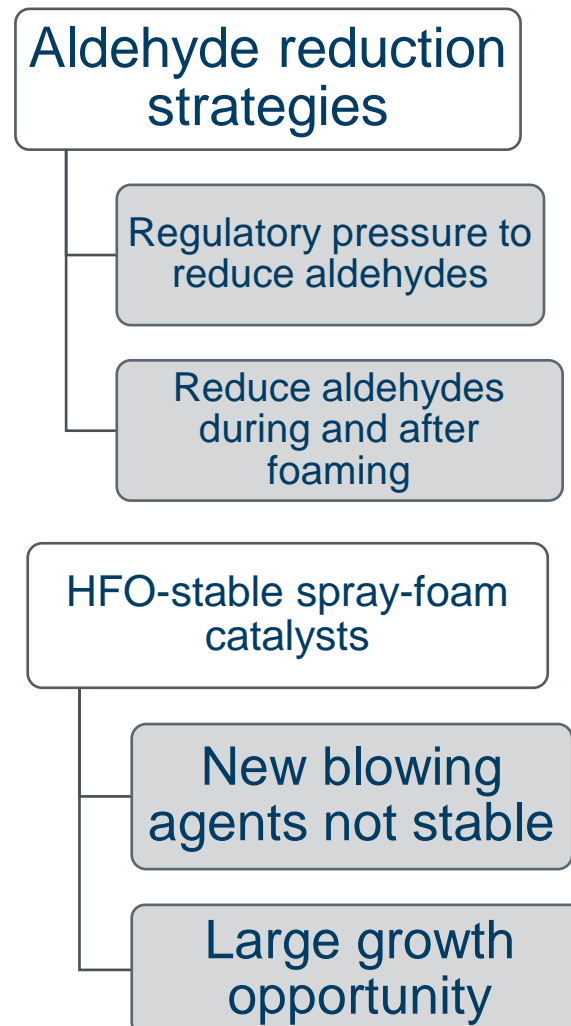 Aldehyde reduction
strategies
Regulatory pressure to
reduce aldehydes
Reduce aldehydes
during and after
foaming
HFO-stable spray-foam
catalysts
New blowing
agents not stable
Large growth
opportunity